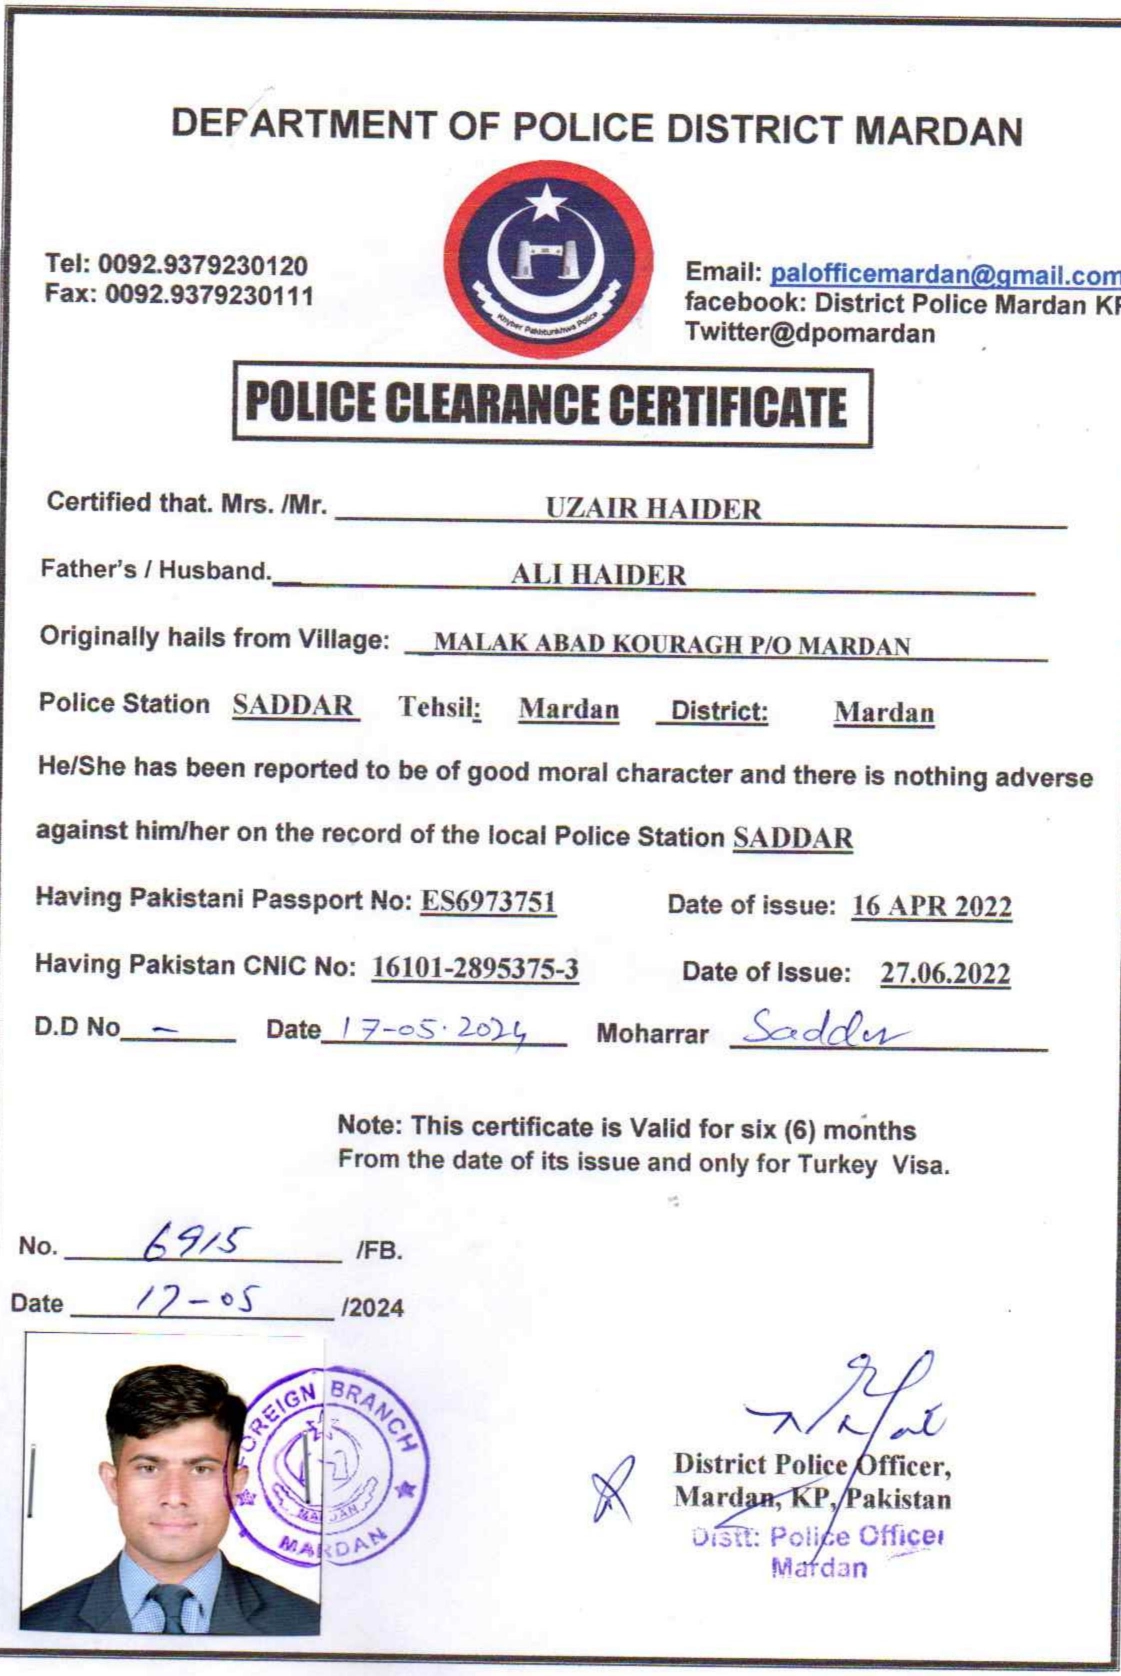 DEPARTMENT OF POLICE DISTRICT MARDAN
Khyber Pakhtunkhwa Police
Tel: 0092.9379230120
Fax: 0092.9379230111
Email: palofficemardan@gmail.com
facebook: District Police Mardan KP
Twitter@dpomardan
POLICE CLEARANCE CERTIFICATE
Certified that. Mrs. /Mr. UZAIR HAIDER
Father's / Husband. ALI HAIDER
Originally hails from Village: MALAK ABAD KOURAGH P/O MARDAN
Police Station SADDAR Tehsil: Mardan District: Mardan
He/She has been reported to be of good moral character and there is nothing adverse
against him/her on the record of the local Police Station SADDAR
Having Pakistani Passport No: ES6973751 Date of issue: 16 APR 2022
Having Pakistan CNIC No: 16101-2895375-3 Date of Issue: 27.06.2022
D.D No - Date 17-05.2024 Moharrar Sadder
Note: This certificate is Valid for six (6) months
From the date of its issue and only for Turkey Visa.
No. 6915 /FB.
Date 17-05 /2024
FOREIGN BRANCH
MARDAN
MARDAN
District Police Officer,
Mardan, KP, Pakistan
Distt: Police Officer
Mardan